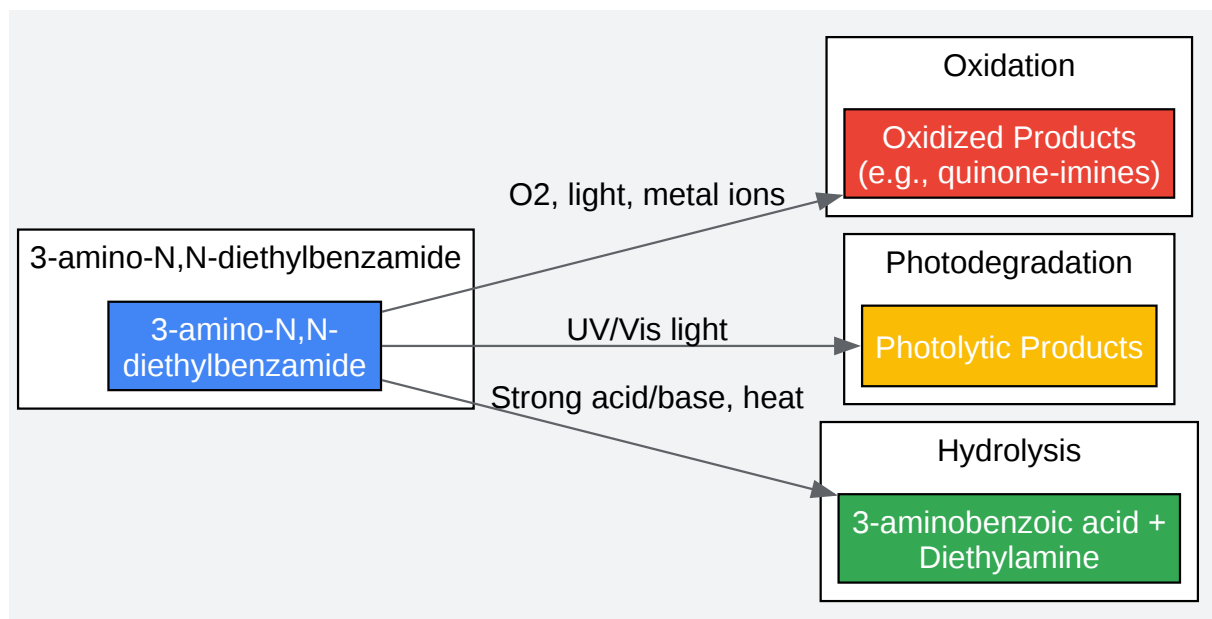 3-amino-N,N-diethylbenzamide
3-amino-N,N-
diethylbenzamide
O2, light, metal ions
UV/Vis light
Strong acid/base, heat
Oxidation
Oxidized Products
(e.g., quinone-imines)
Photodegradation
Photolytic Products
Hydrolysis
3-aminobenzoic acid +
Diethylamine